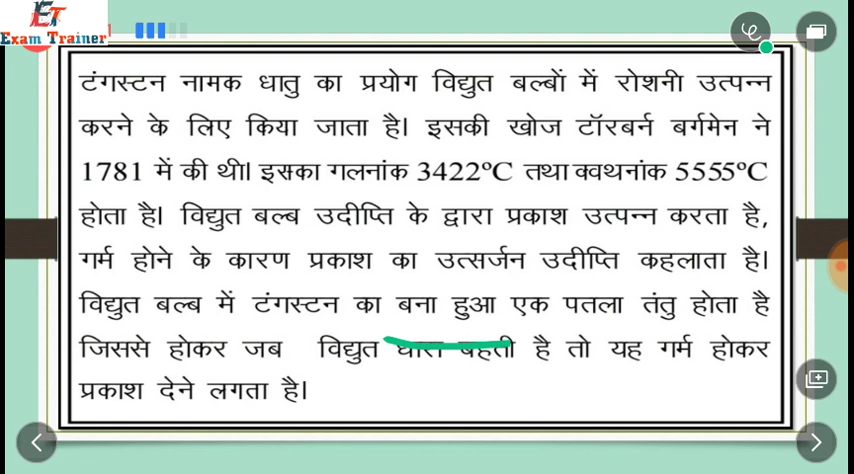 ET
Exam Trainer
टंगस्टन नामक धातु का प्रयोग विद्युत बल्बों में रोशनी उत्पन्न
करने के लिए किया जाता है। इसकी खोज टॉरबर्न बर्गमेन ने
1781 में की थी। इसका गलनांक 3422°C तथा क्वथनांक 5555°C
होता है। विद्युत बल्ब उदीप्ति के द्वारा प्रकाश उत्पन्न करता है,
गर्म होने के कारण प्रकाश का उत्सर्जन उदीप्ति कहलाता है।
विद्युत बल्ब में टंगस्टन का बना हुआ एक पतला तंतु होता है
जिससे होकर जब विद्युत धारा बहती है तो यह गर्म होकर
प्रकाश देने लगता है।